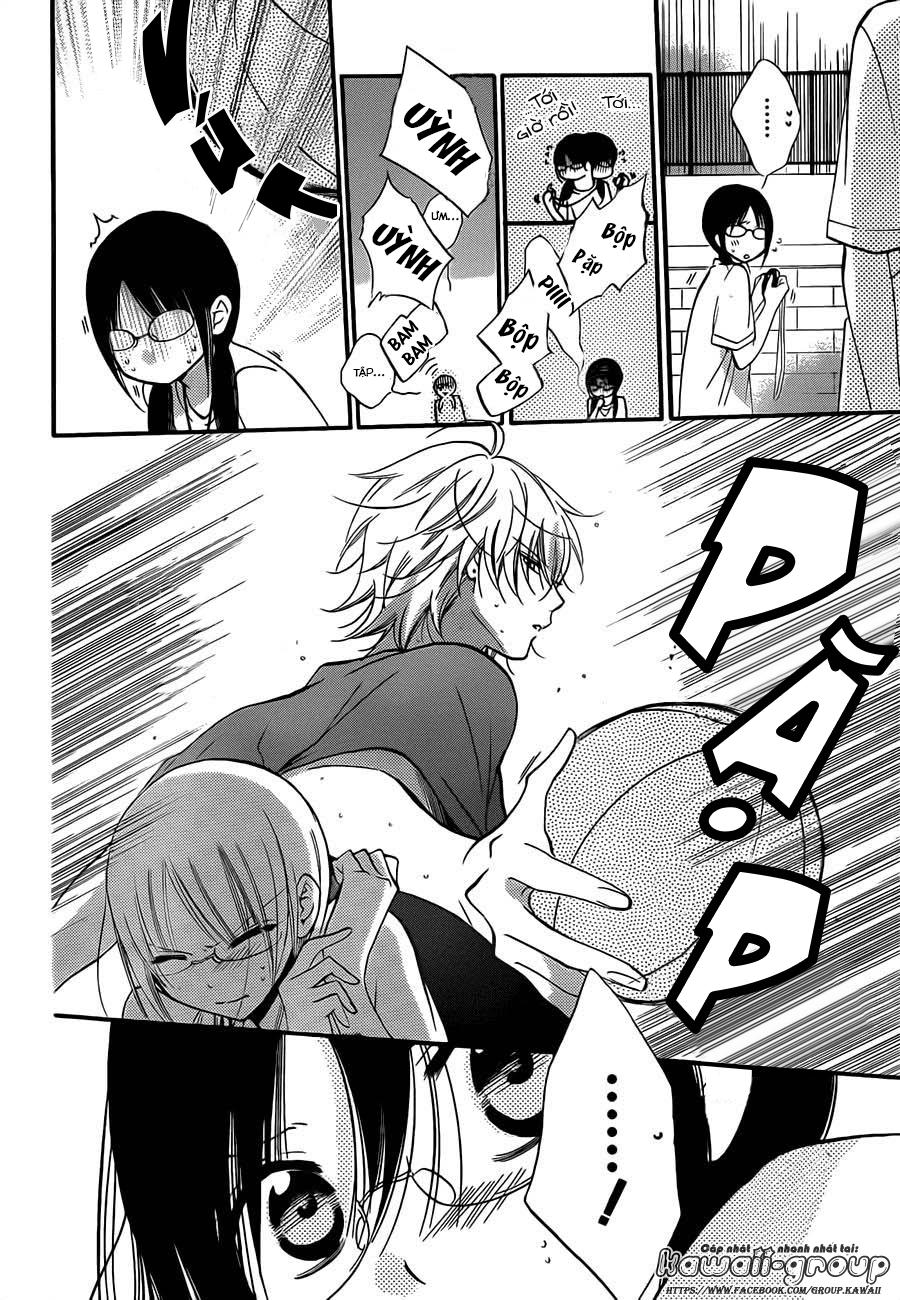 ......
TỚI...
TỚI
GIỜ RỒI!
BỘP
PẶP
PIIII
BỘP
BỘP
UỲNH
ƯM...
UỲNH
BAM
BAM
TẬP...
VÚT
PẶP
......!
Cập nhật nhanh nhất tại:
Kawaii-group
HTTPS://WWW.FACEBOOK.COM/GROUP.KAWAII